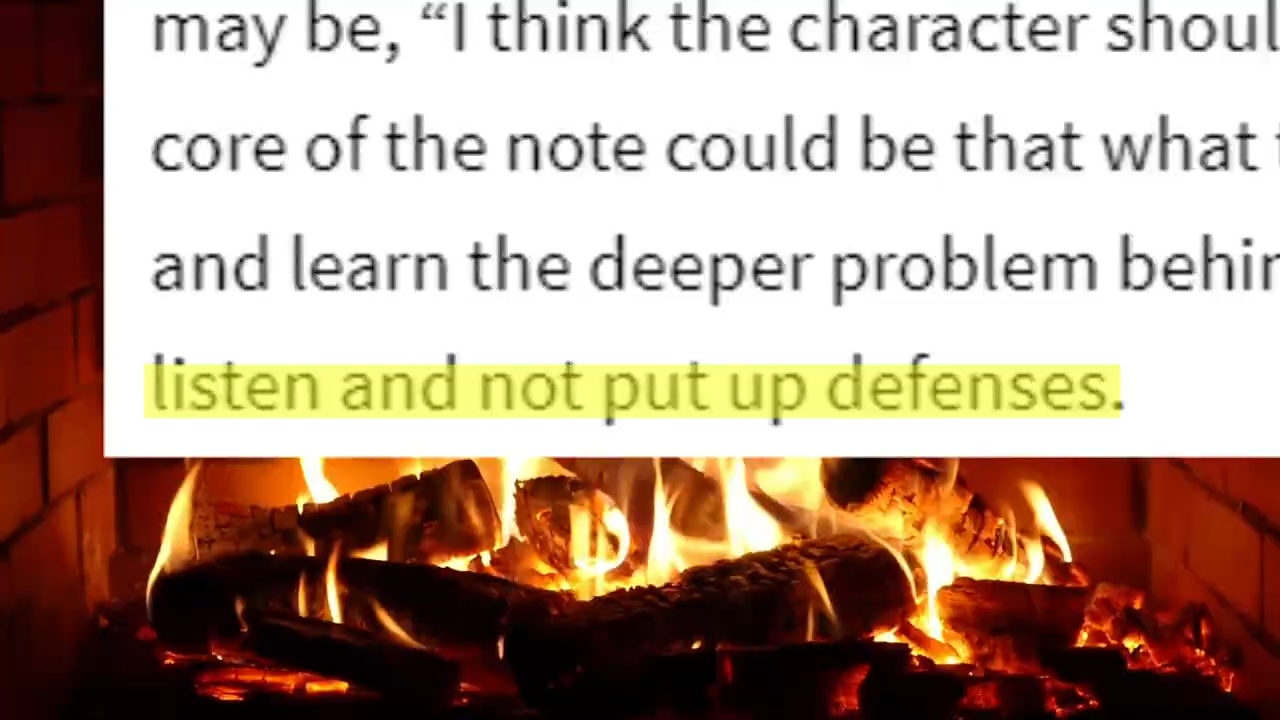 may be, “I think the character shoul
core of the note could be that what
and learn the deeper problem behin
listen and not put up defenses.